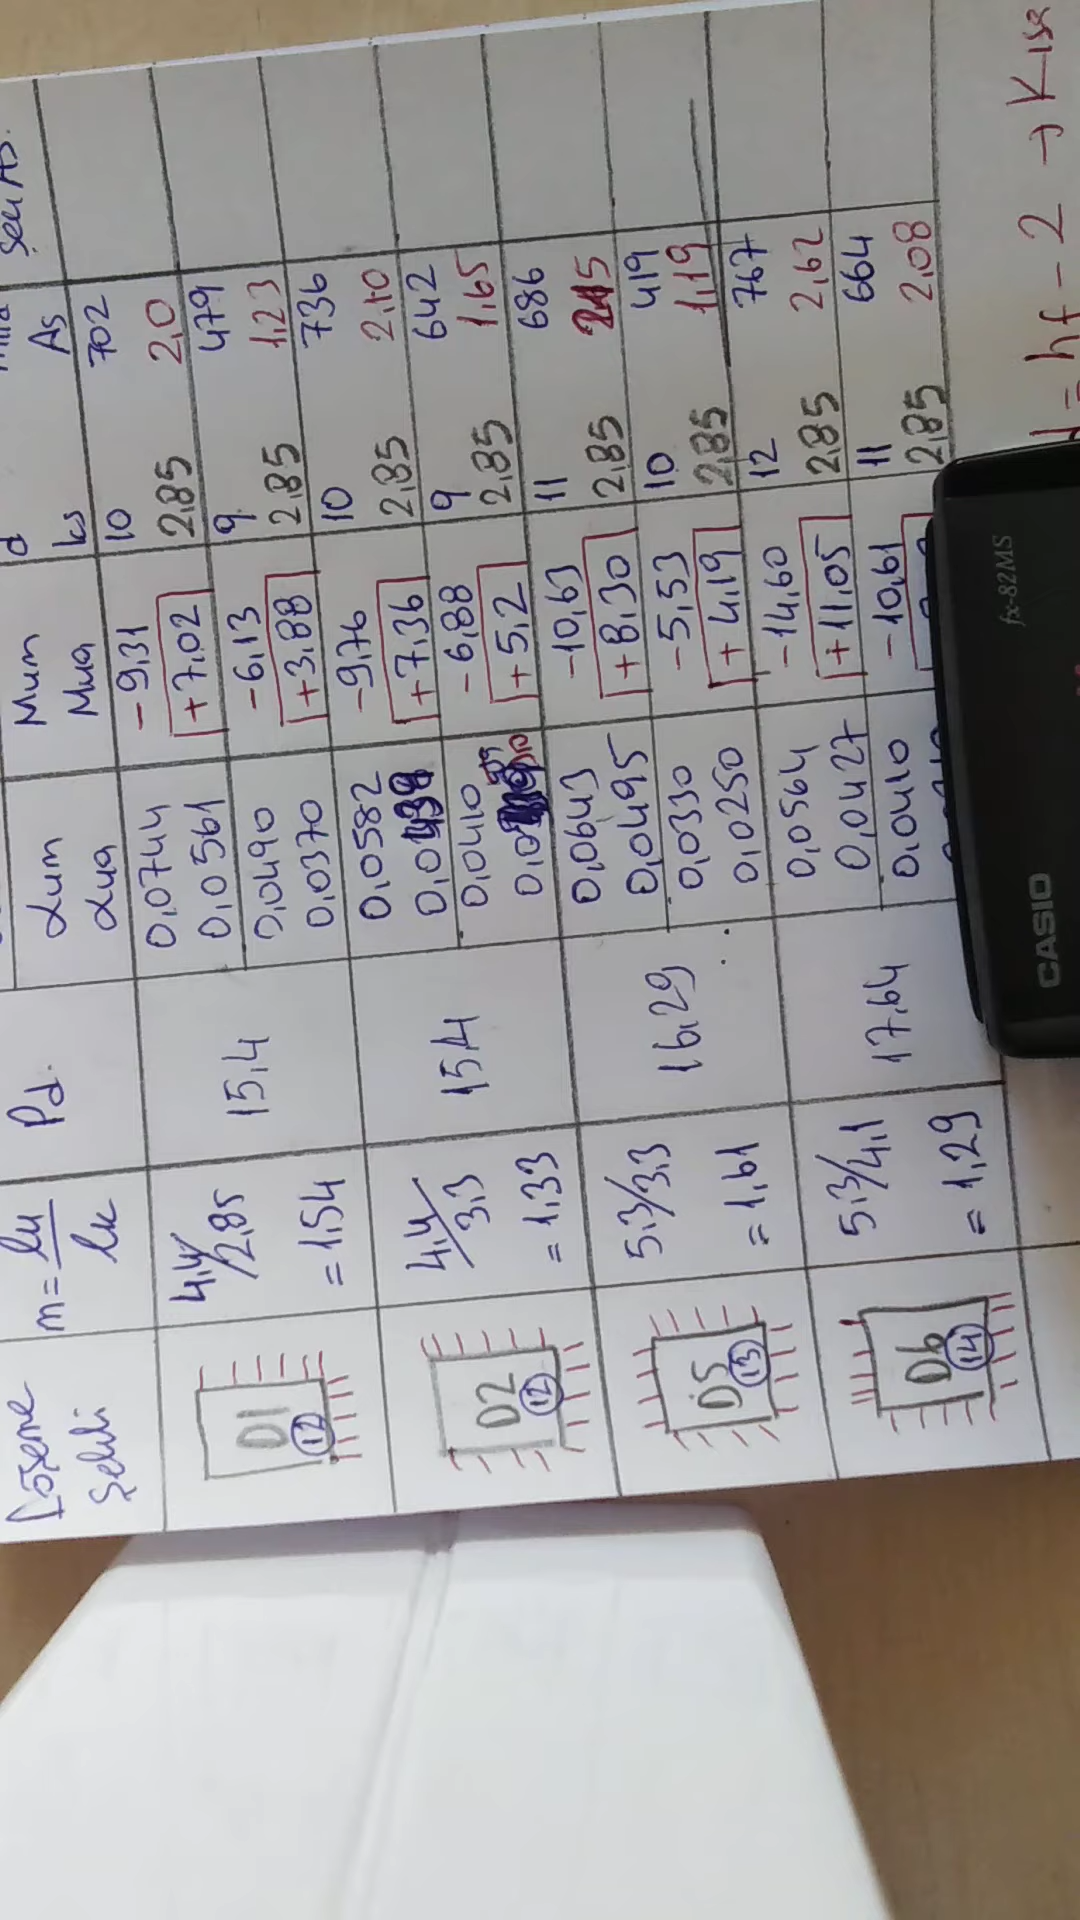 Döşeme Şekli
m = lu / lk
Pd.
αum
αua
Mum
Mua
d
ks
As
Seç As.
D1
12
4,4/2,85
= 1,54
15,4
0,0744 -9,31 10 702
0,0561 +7,02 2,85 2,0
0,0490 -6,13 9 479
0,0370 +3,88 2,85 1,23
D2
12
4,4/3,3
= 1,33
15,4
0,0582 -9,76 10 736
+7,36 2,85 2,10
0,0410 -6,88 9 642
+5,2 2,85 1,65
D5
13
5,3/3,3
= 1,61
16,29
0,0643 -10,63 11 686
0,0495 +8,30 2,85
0,0330 -5,53 10 419
0,0250 +4,19 2,85 1,19
D6
14
5,3/4,1
= 1,29
17,64
0,0564 -14,60 12 767
0,0427 +11,05 2,85 2,62
0,0410 -10,61 11 664
2,85 2,08
= hf - 2 → Kısa
CASIO
fx-82MS